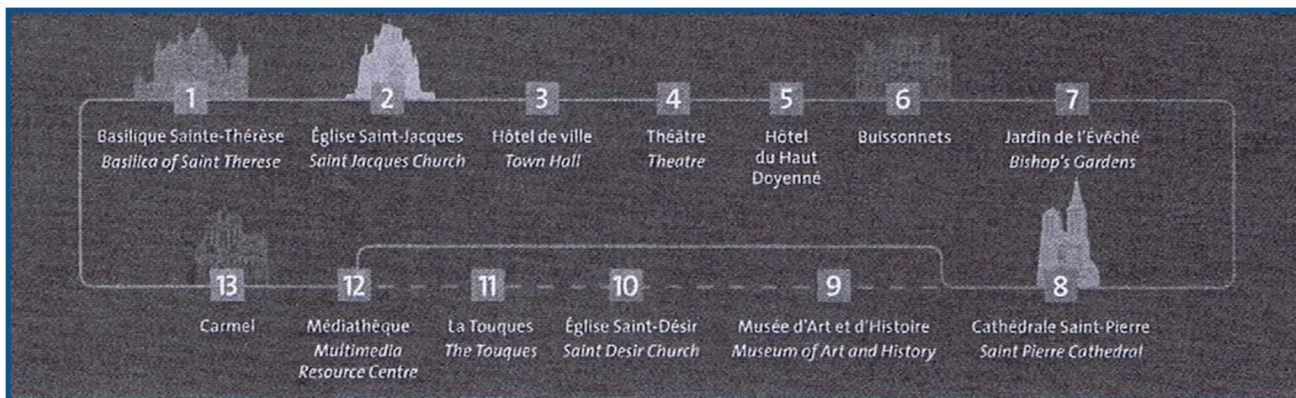 1
Basilique Sainte-Thérèse
Basilica of Saint Therese
2
Église Saint-Jacques
Saint Jacques Church
3
Hôtel de ville
Town Hall
4
Théâtre
Theatre
5
Hôtel
du Haut
Doyenné
6
Buissonnets
7
Jardin de l'Évêché
Bishop's Gardens
13
Carmel
12
Médiathèque
Multimedia
Resource Centre
11
La Touques
The Touques
10
Église Saint-Désir
Saint Desir Church
9
Musée d'Art et d'Histoire
Museum of Art and History
8
Cathédrale Saint-Pierre
Saint Pierre Cathedral